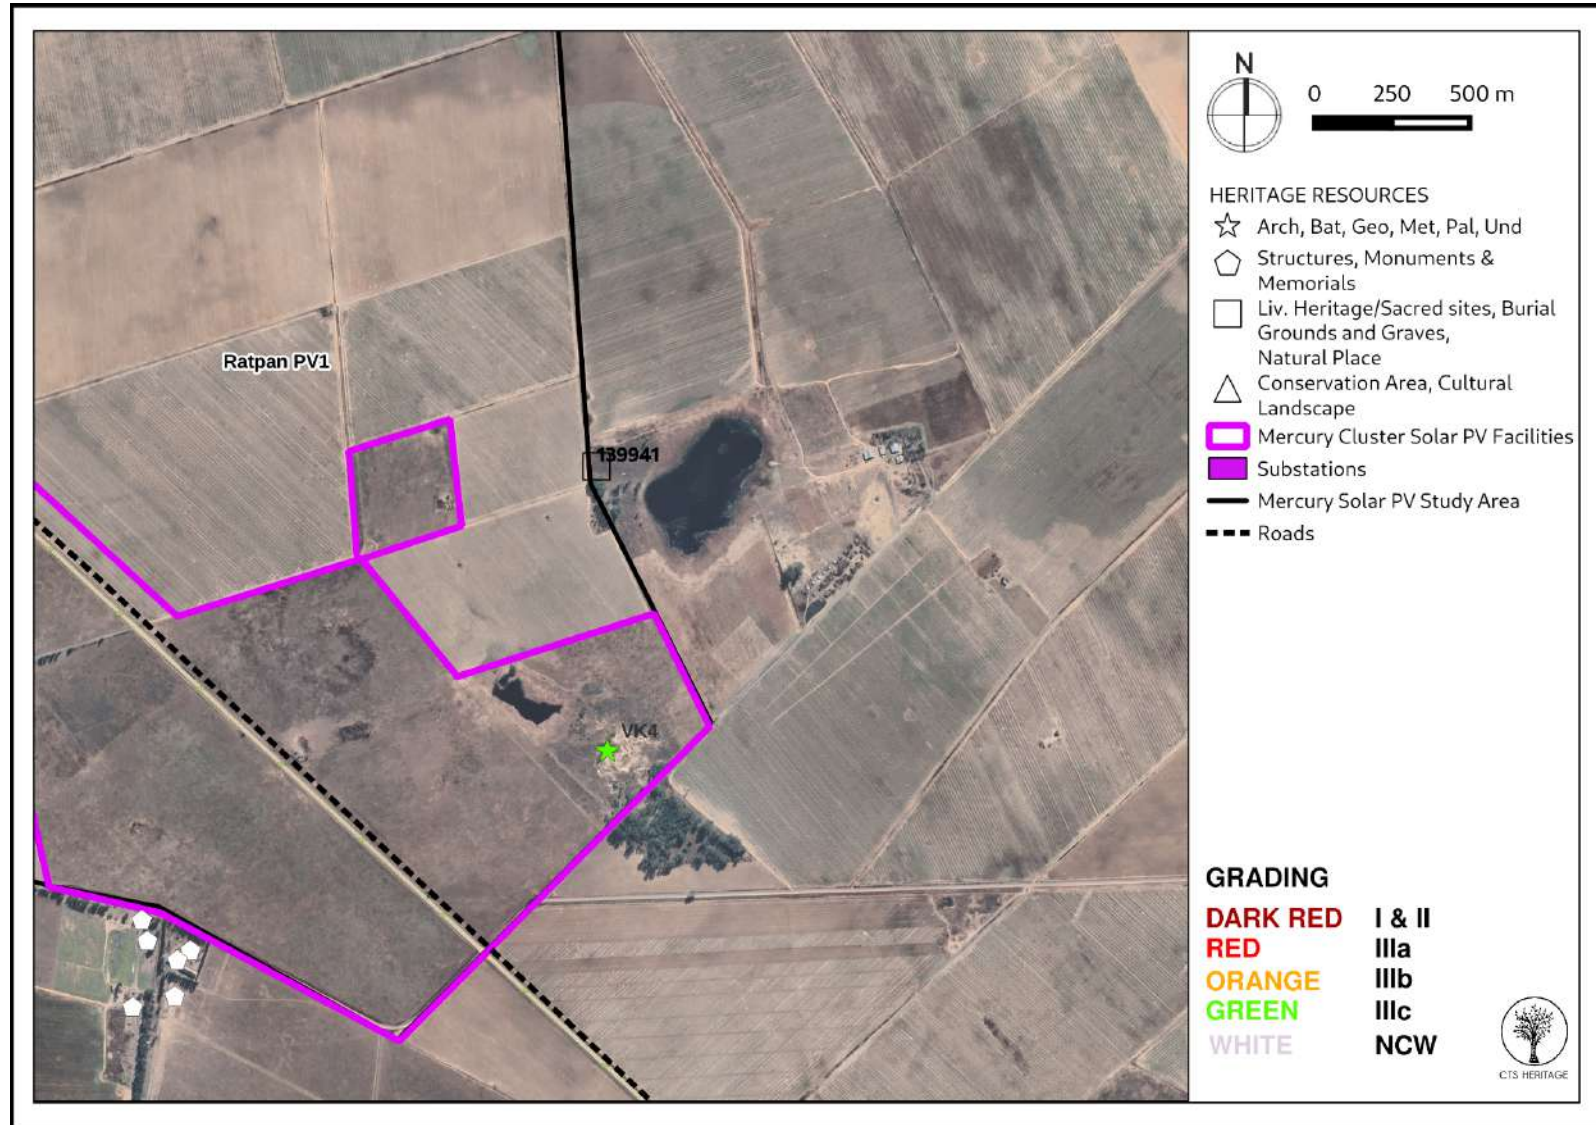 N
0 250 500 m
HERITAGE RESOURCES
Arch, Bat, Geo, Met, Pal, Und
Structures, Monuments &
Memorials
Liv. Heritage/Sacred sites, Burial
Grounds and Graves,
Natural Place
Conservation Area, Cultural
Landscape
Mercury Cluster Solar PV Facilities
Substations
Mercury Solar PV Study Area
Roads
Ratpan PV1
139941
VK4
GRADING
DARK RED I & II
RED IIIa
ORANGE IIIb
GREEN IIIc
WHITE NCW
CTS HERITAGE